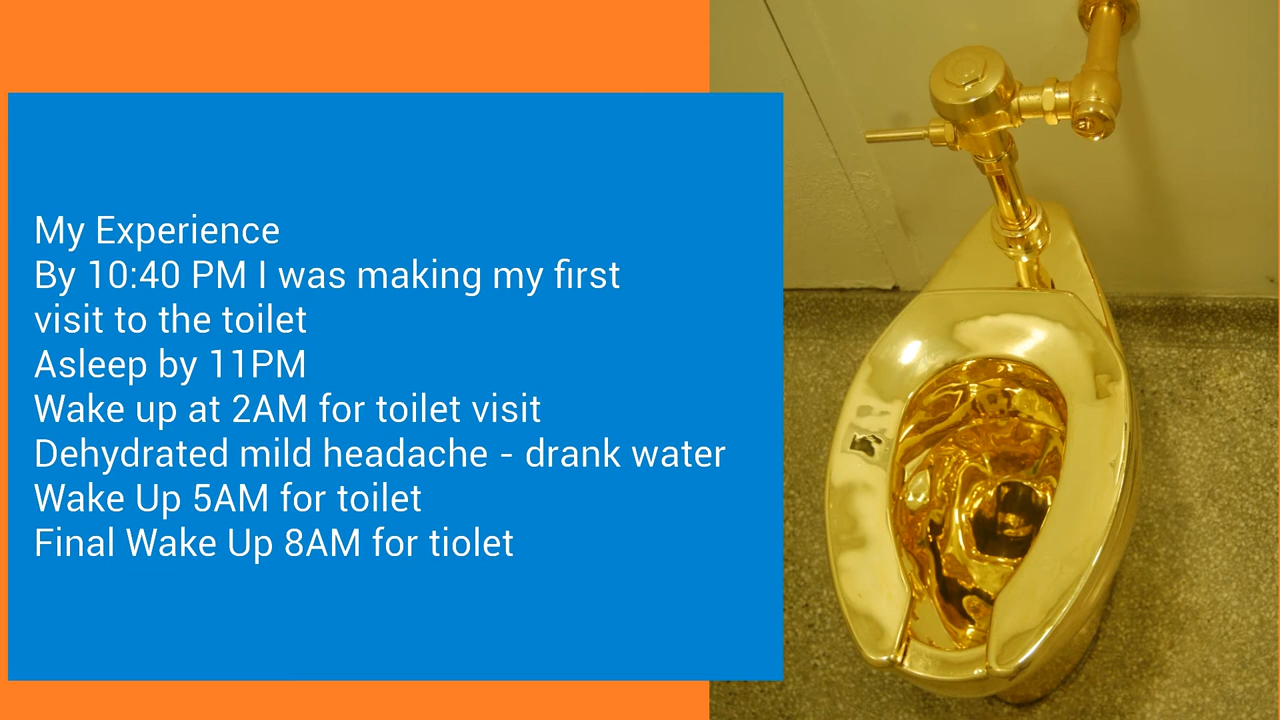 My Experience
By 10:40 PM I was making my first
visit to the toilet
Asleep by 11PM
Wake up at 2AM for toilet visit
Dehydrated mild headache - drank water
Wake Up 5AM for toilet
Final Wake Up 8AM for tiolet